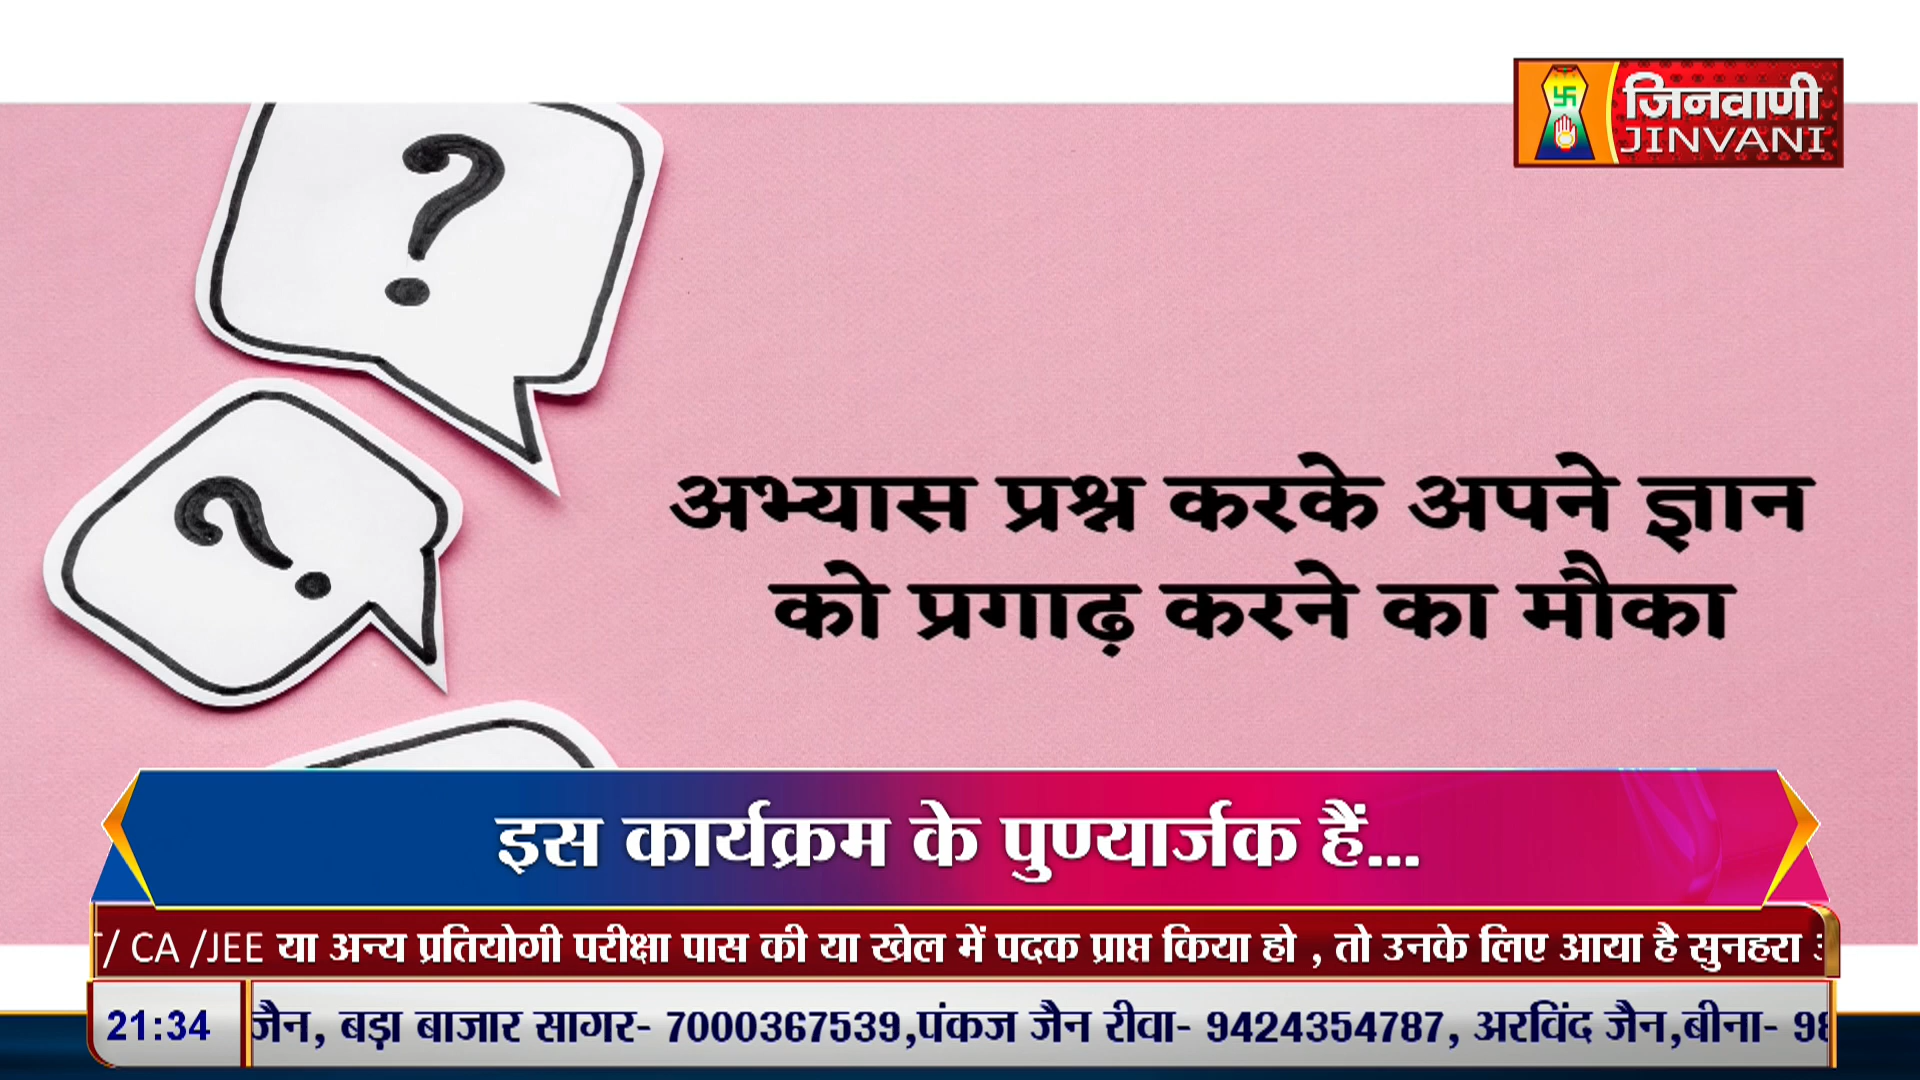 जिनवाणी
JINVANI
?
?
अभ्यास प्रश्न करके अपने ज्ञान
को प्रगाढ़ करने का मौका
इस कार्यक्रम के पुण्यार्जक हैं...
/ CA /JEE या अन्य प्रतियोगी परीक्षा पास की या खेल में पदक प्राप्त किया हो , तो उनके लिए आया है सुनहरा
21:34
जैन, बड़ा बाजार सागर- 7000367539,पंकज जैन रीवा- 9424354787, अरविंद जैन,बीना- 98